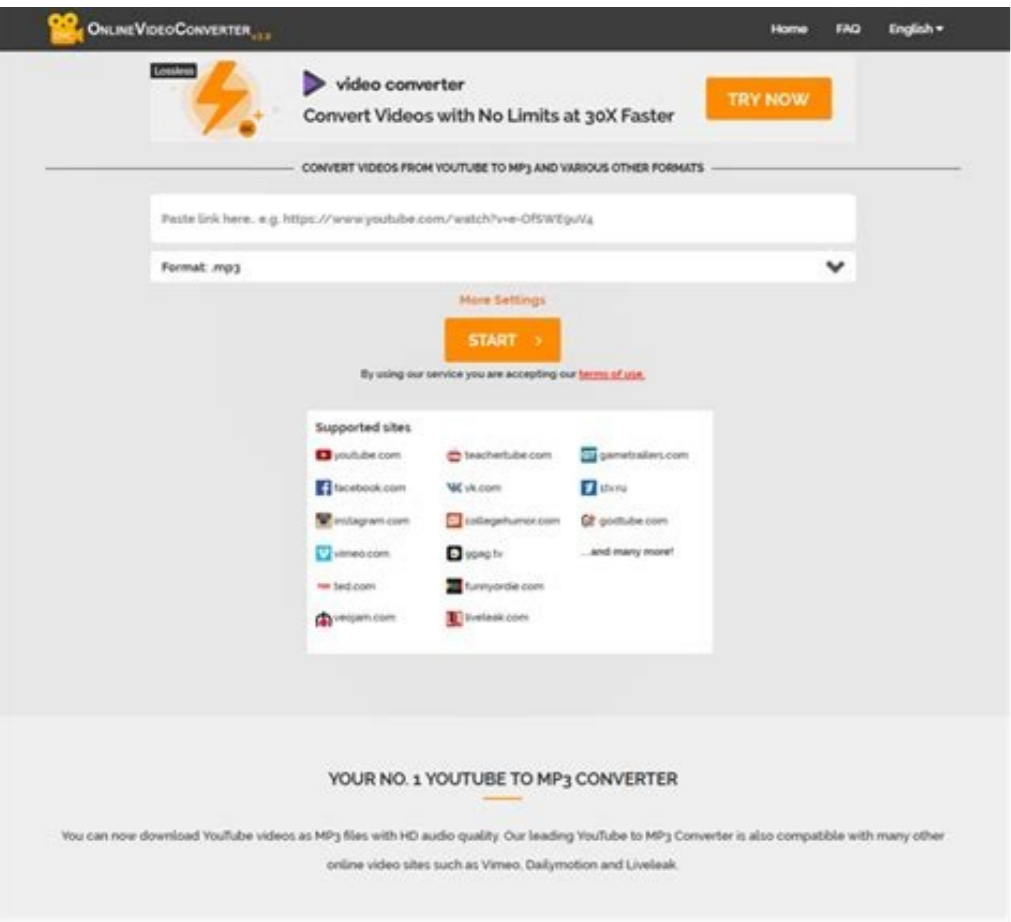 ONLINEVIDEOCONVERTER
Home FAQ English
Lossless
video converter
Convert Videos with No Limits at 30X Faster
TRY NOW
CONVERT VIDEOS FROM YOUTUBE TO MP3 AND VARIOUS OTHER FORMATS
Paste link here.. e.g. https://www.youtube.com/watch?v=e-OfSWE9uV4
Format: .mp3
More Settings
START
By using our service you are accepting our terms of use.
Supported sites
youtube.com teachertube.com gametrailers.com
facebook.com vk.com 1tv.ru
instagram.com collegehumor.com godtube.com
vimeo.com 9gag.tv ...and many more!
ted.com funnyordie.com
veojam.com liveleak.com
YOUR NO. 1 YOUTUBE TO MP3 CONVERTER
You can now download YouTube videos as MP3 files with HD audio quality. Our leading YouTube to MP3 Converter is also compatible with many other
online video sites such as Vimeo, Dailymotion and Liveleak.